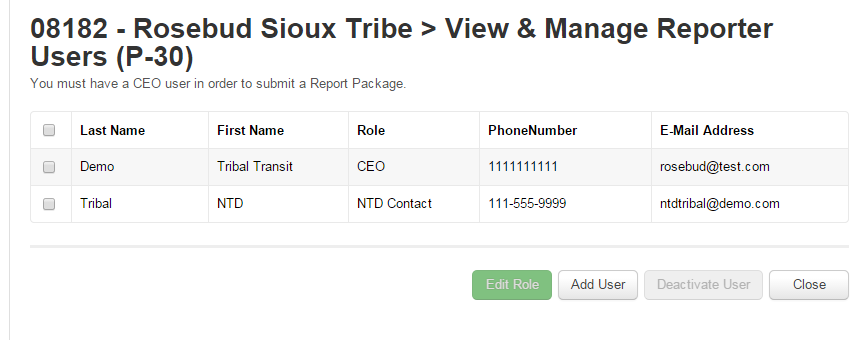 08182 - Rosebud Sioux Tribe > View & Manage Reporter
Users (P-30)
You must have a CEO user in order to submit a Report Package.
Last Name First Name Role PhoneNumber E-Mail Address
Demo Tribal Transit CEO 1111111111 rosebud@test.com
Tribal NTD NTD Contact 111-555-9999 ntdtribal@demo.com
Edit Role Add User Deactivate User Close